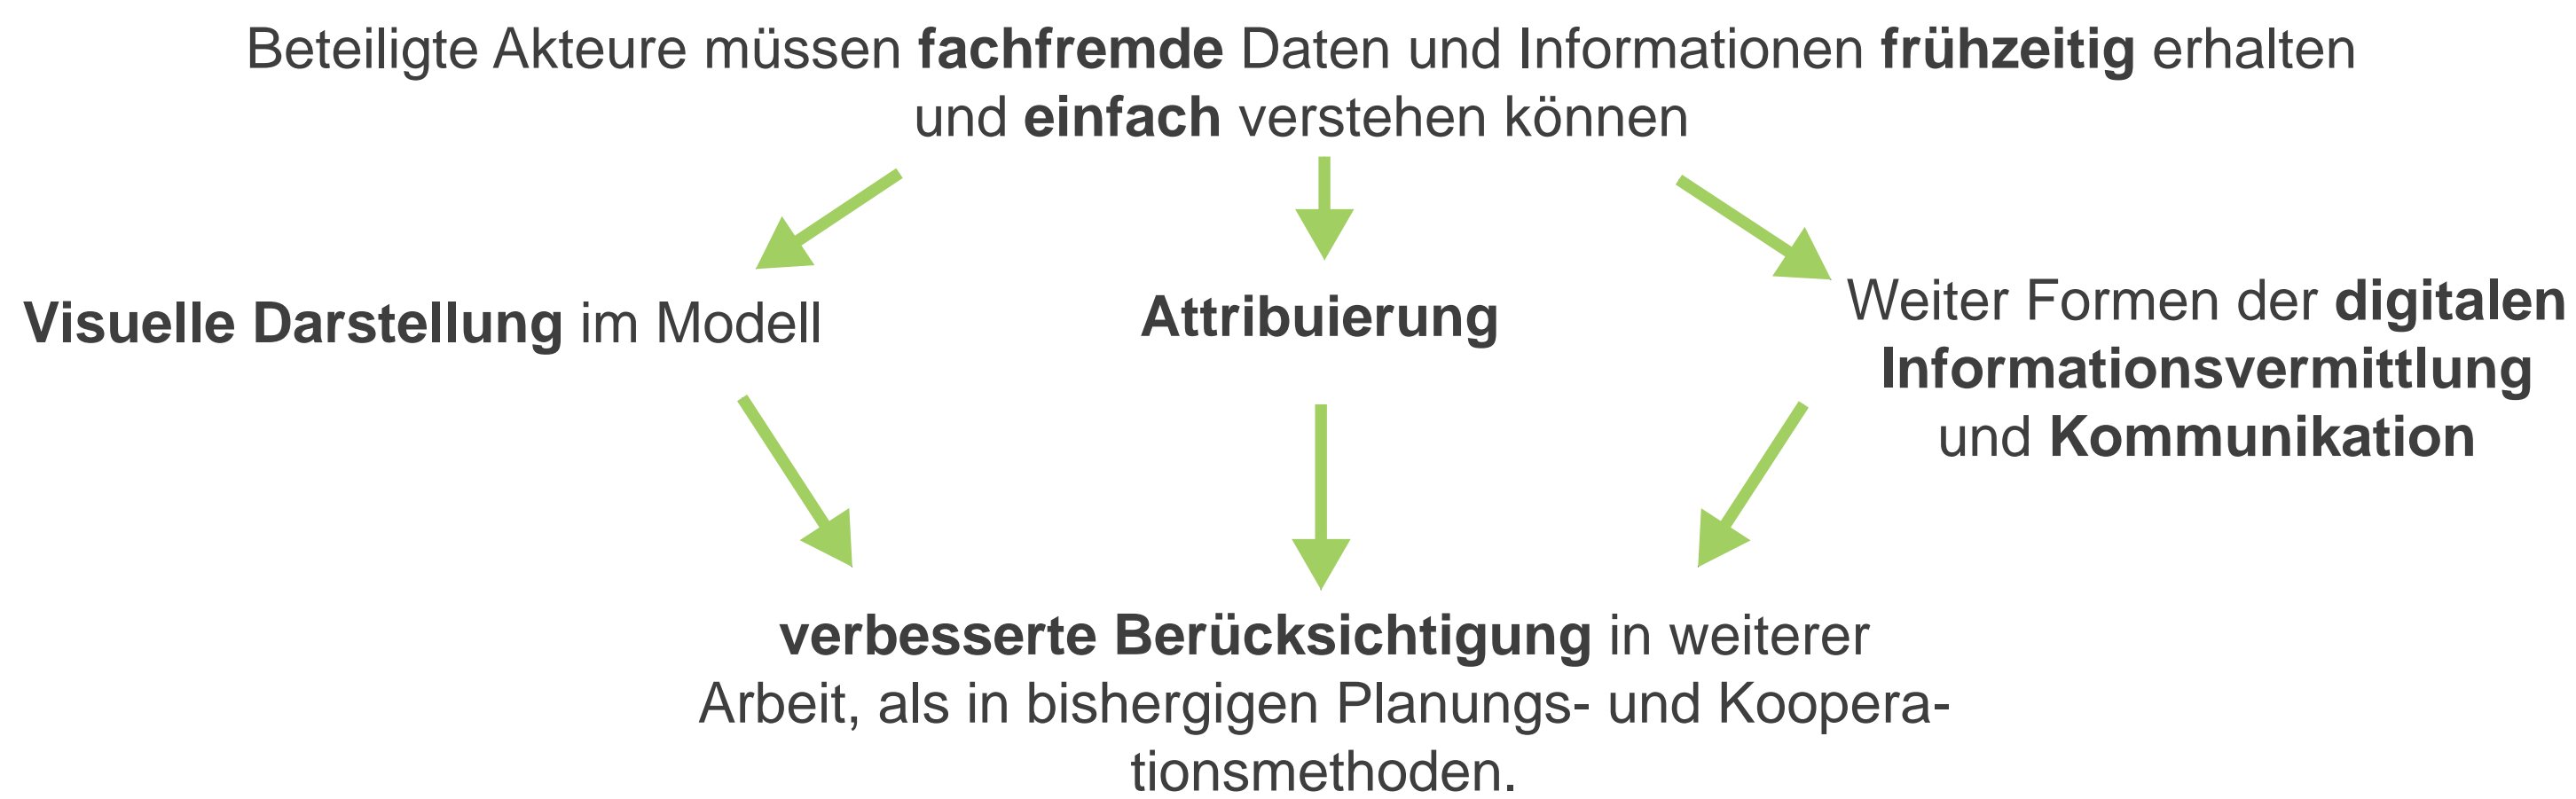 Beteiligte Akteure müssen fachfremde Daten und Informationen frühzeitig erhalten
und einfach verstehen können
Visuelle Darstellung im Modell
Attribuierung
Weiter Formen der digitalen
Informationsvermittlung
und Kommunikation
verbesserte Berücksichtigung in weiterer
Arbeit, als in bishergigen Planungs- und Koopera-
tionsmethoden.